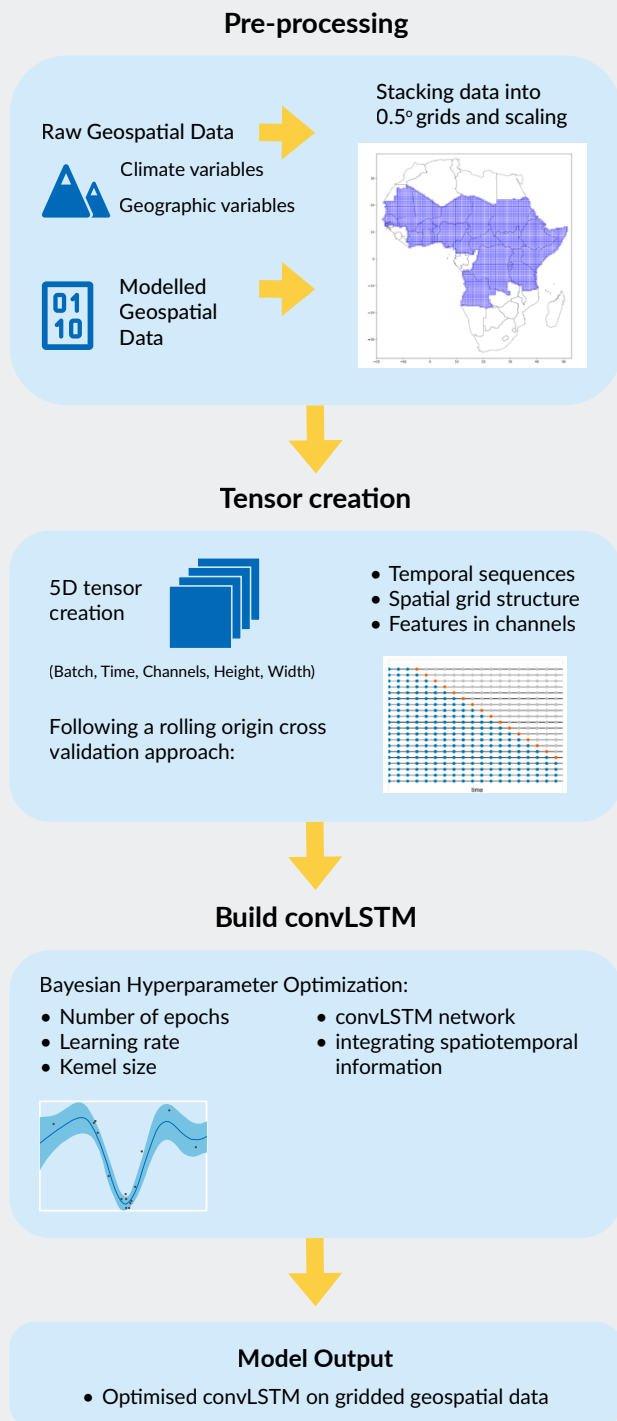 Pre-processing
Raw Geospatial Data
Climate variables
Geographic variables
01
10
Modelled
Geospatial
Data
Stacking data into
0.5° grids and scaling
Tensor creation
5D tensor
creation
(Batch, Time, Channels, Height, Width)
Following a rolling origin cross
validation approach:
• Temporal sequences
• Spatial grid structure
• Features in channels
time
Build convLSTM
Bayesian Hyperparameter Optimization:
• Number of epochs
• Learning rate
• Kemel size
• convLSTM network
• integrating spatiotemporal
information
Model Output
• Optimised convLSTM on gridded geospatial data